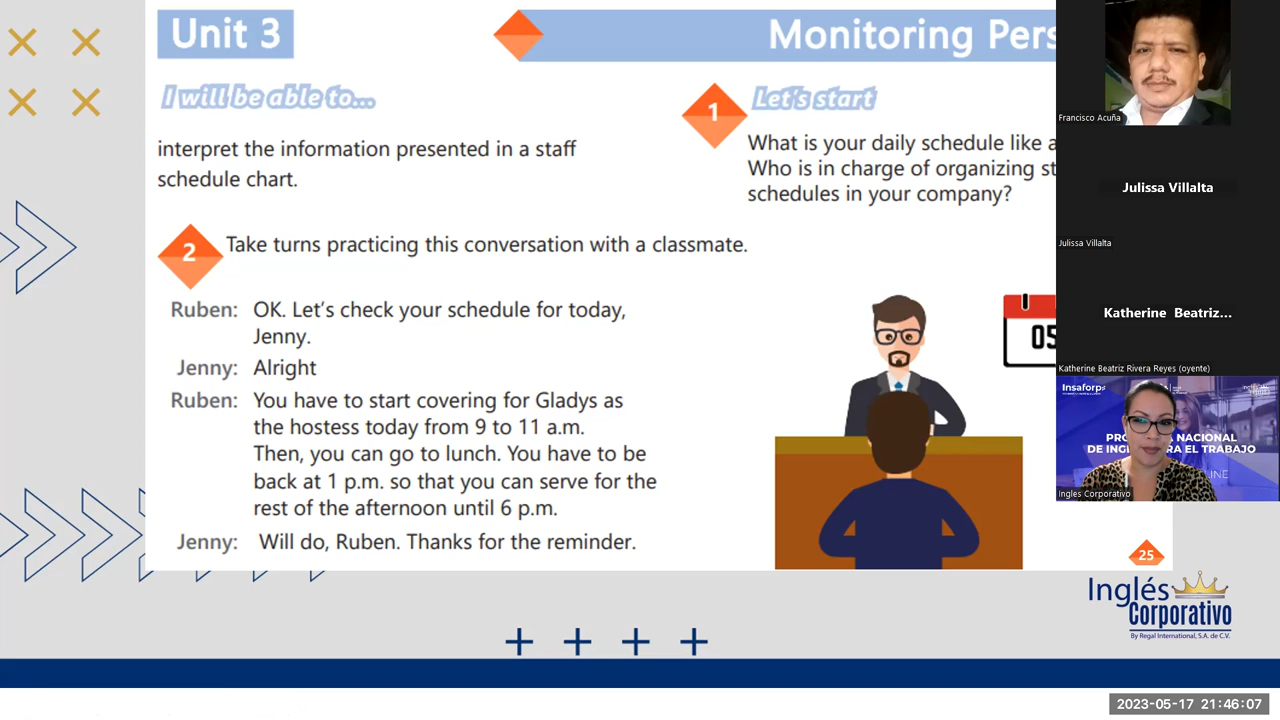 Unit 3
Monitoring Pers
I will be able to...
interpret the information presented in a staff
schedule chart.
1
Let's start
What is your daily schedule like a
Who is in charge of organizing st
schedules in your company?
2
Take turns practicing this conversation with a classmate.
Ruben: OK. Let's check your schedule for today,
Jenny.
Jenny: Alright
Ruben: You have to start covering for Gladys as
the hostess today from 9 to 11 a.m.
Then, you can go to lunch. You have to be
back at 1 p.m. so that you can serve for the
rest of the afternoon until 6 p.m.
Jenny: Will do, Ruben. Thanks for the reminder.
05
25
Inglés
Corporativo
By Regal International, S.A. de C.V.
Francisco Acuña
Julissa Villalta
Julissa Villalta
Katherine Beatriz...
Katherine Beatriz Rivera Reyes (oyente)
Insaforp
NACIONAL
TRABAJO
Ingles Corporativo
2023-05-17 21:46:07